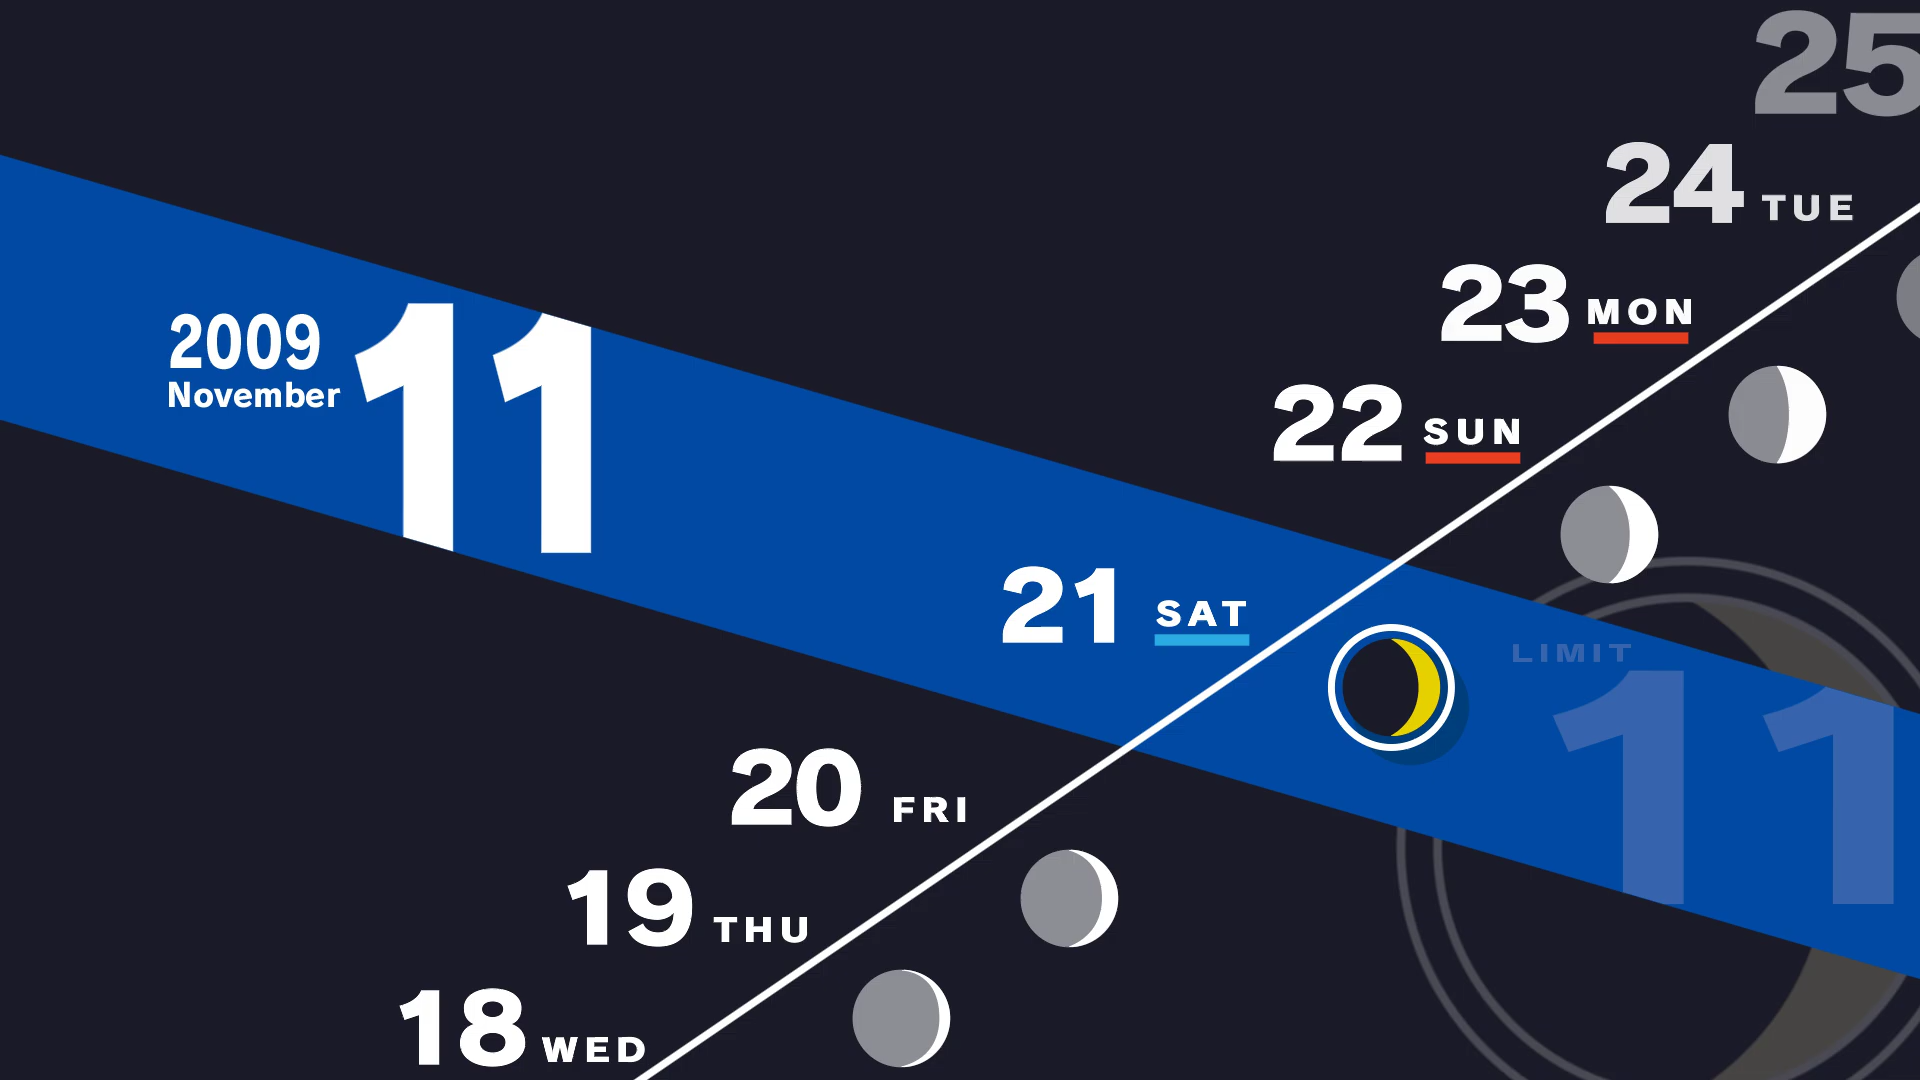 25
24 TUE
23 MON
22 SUN
2009
November
11
21 SAT
LIMIT
11
20 FRI
19 THU
18 WED